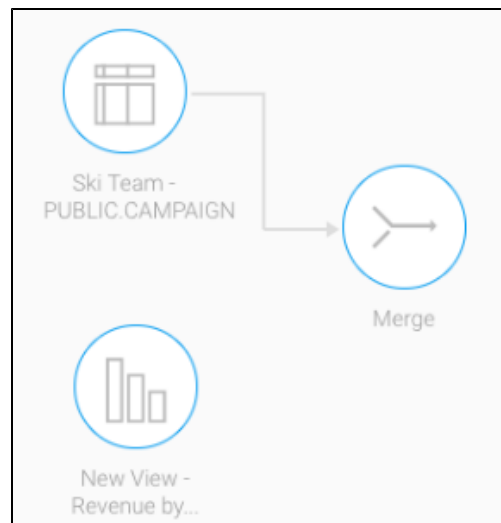 Ski Team -
PUBLIC.CAMPAIGN
Merge
New View -
Revenue by...